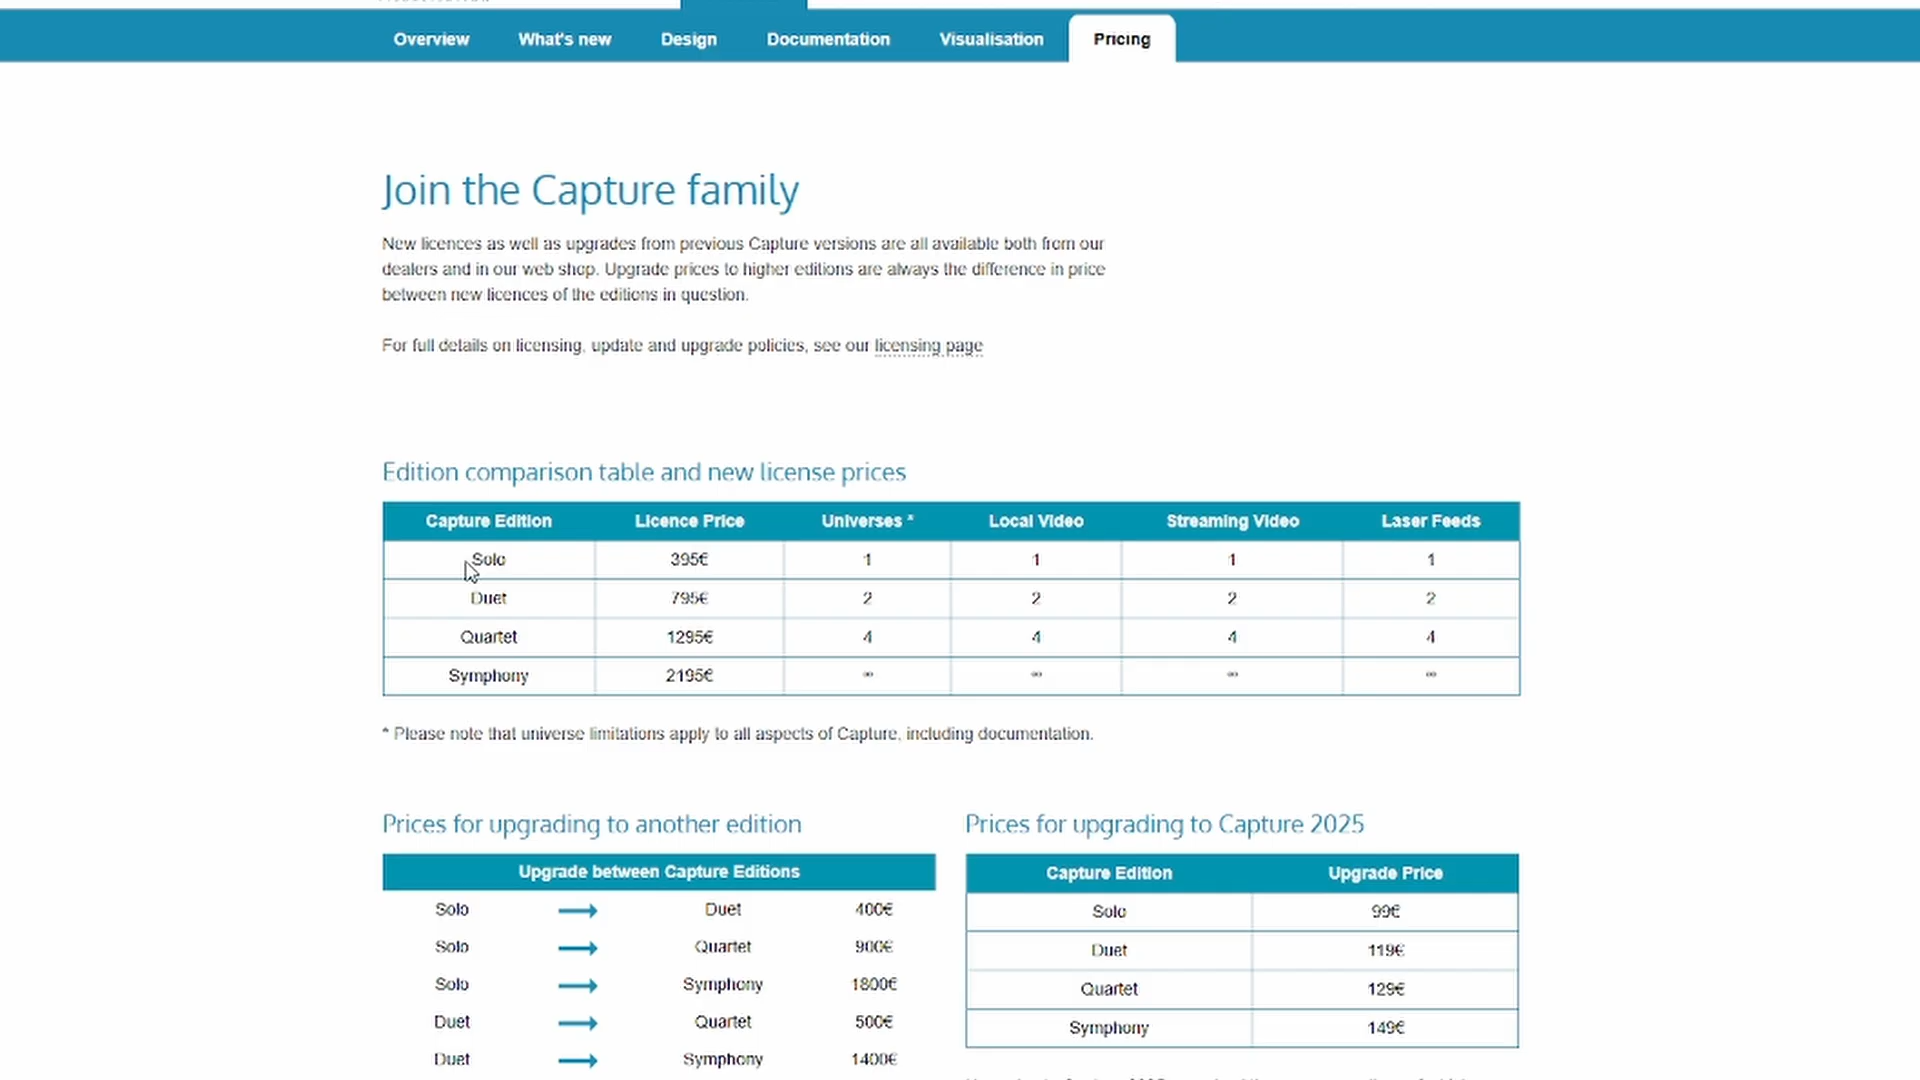 Overview What's new Design Documentation Visualisation Pricing
Join the Capture family
New licences as well as upgrades from previous Capture versions are all available both from our
dealers and in our web shop. Upgrade prices to higher editions are always the difference in price
between new licences of the editions in question.
For full details on licensing, update and upgrade policies, see our licensing page
Edition comparison table and new license prices
Capture Edition Licence Price Universes * Local Video Streaming Video Laser Feeds
Solo 395€ 1 1 1 1
Duet 795€ 2 2 2 2
Quartet 1295€ 4 4 4 4
Symphony 2195€ ∞ ∞ ∞ ∞
* Please note that universe limitations apply to all aspects of Capture, including documentation.
Prices for upgrading to another edition
Upgrade between Capture Editions
Solo → Duet 400€
Solo → Quartet 900€
Solo → Symphony 1800€
Duet → Quartet 500€
Duet → Symphony 1400€
Prices for upgrading to Capture 2025
Capture Edition Upgrade Price
Solo 99€
Duet 119€
Quartet 129€
Symphony 149€